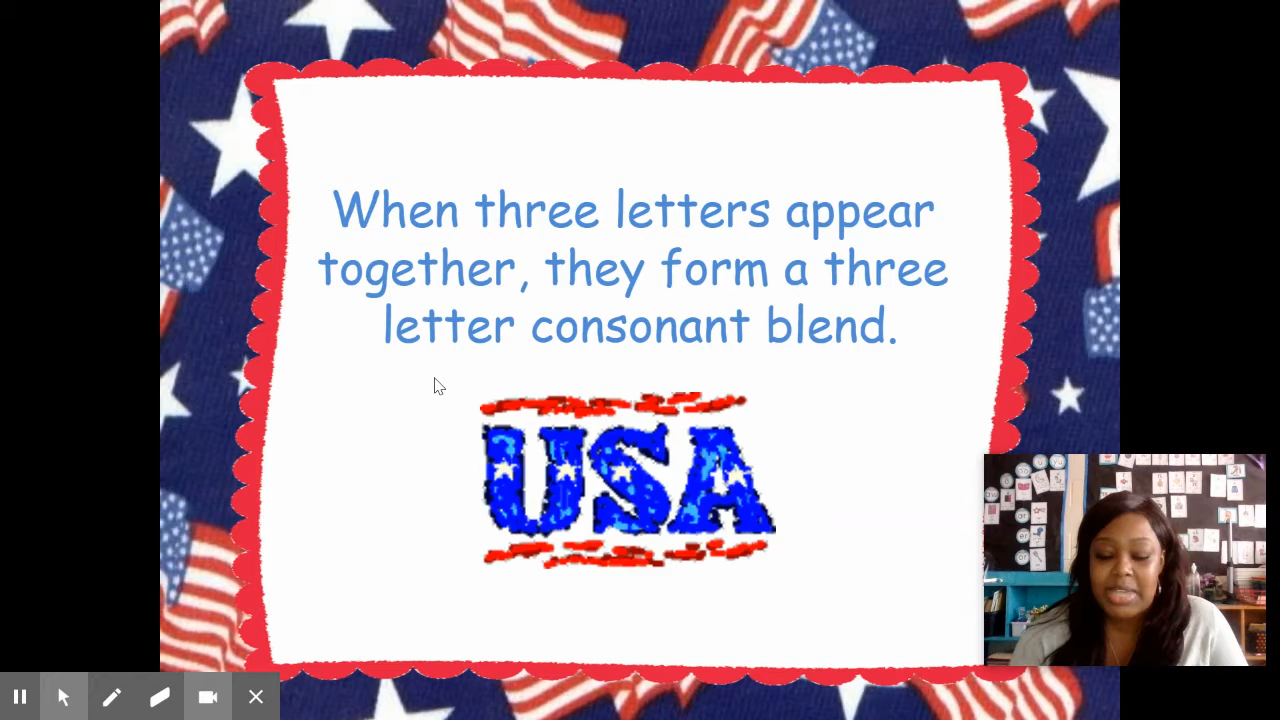 When three letters appear
together, they form a three
letter consonant blend.
USA